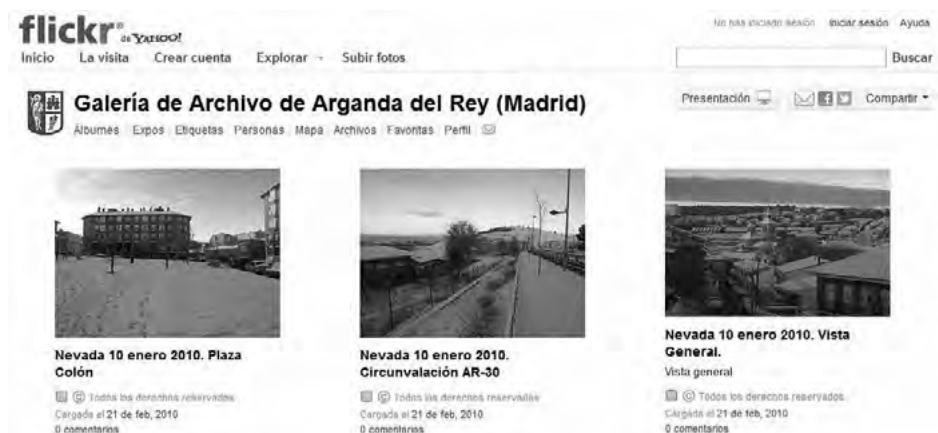 flickr de YAHOO!
No has iniciado sesión Iniciar sesión Ayuda
Inicio La visita Crear cuenta Explorar Subir fotos
Buscar
Galería de Archivo de Arganda del Rey (Madrid)
Presentación Compartir
Álbumes Expos Etiquetas Personas Mapa Archivos Favoritas Perfil
Nevada 10 enero 2010. Plaza
Colón
© Todos los derechos reservados
Cargada el 21 de feb, 2010
0 comentarios
Nevada 10 enero 2010.
Circunvalación AR-30
© Todos los derechos reservados
Cargada el 21 de feb, 2010
0 comentarios
Nevada 10 enero 2010. Vista
General.
Vista general
© Todos los derechos reservados
Cargada el 21 de feb, 2010
0 comentarios